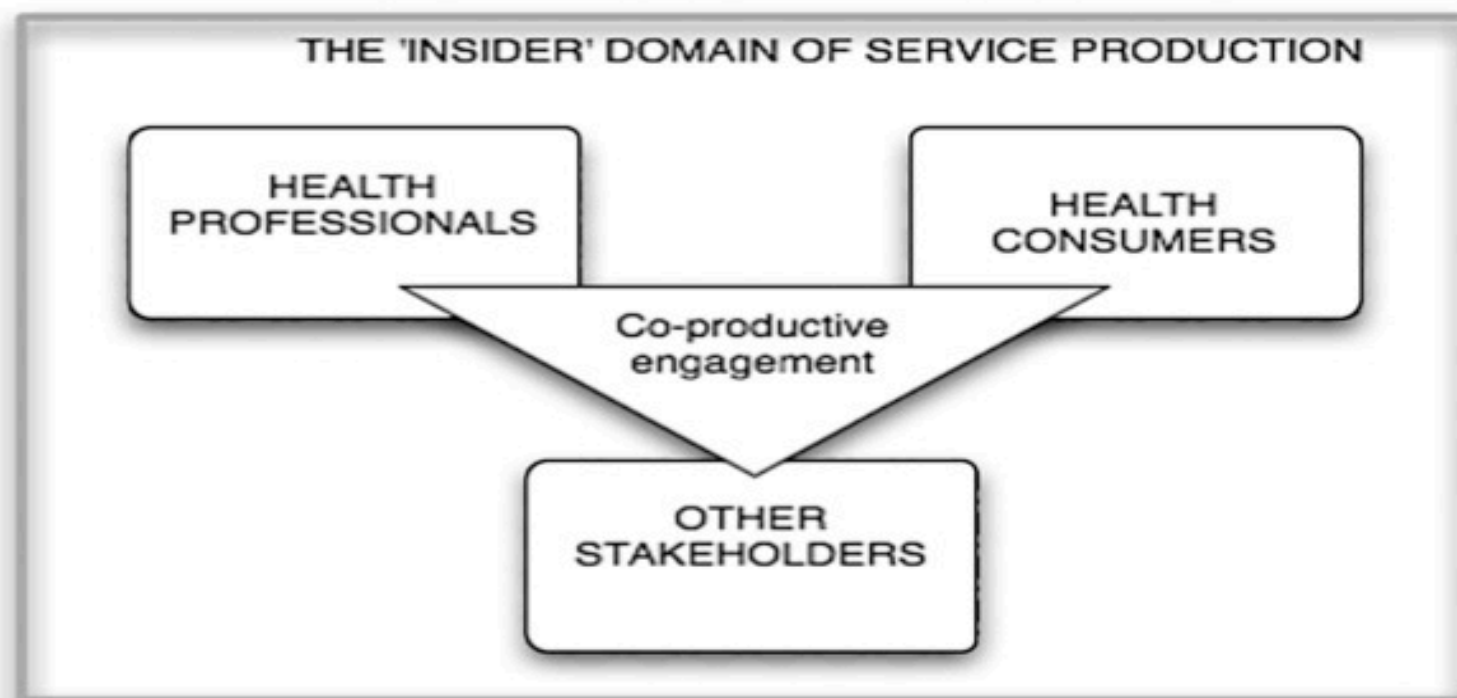 THE 'INSIDER' DOMAIN OF SERVICE PRODUCTION
HEALTH
PROFESSIONALS
HEALTH
CONSUMERS
Co-productive
engagement
OTHER
STAKEHOLDERS